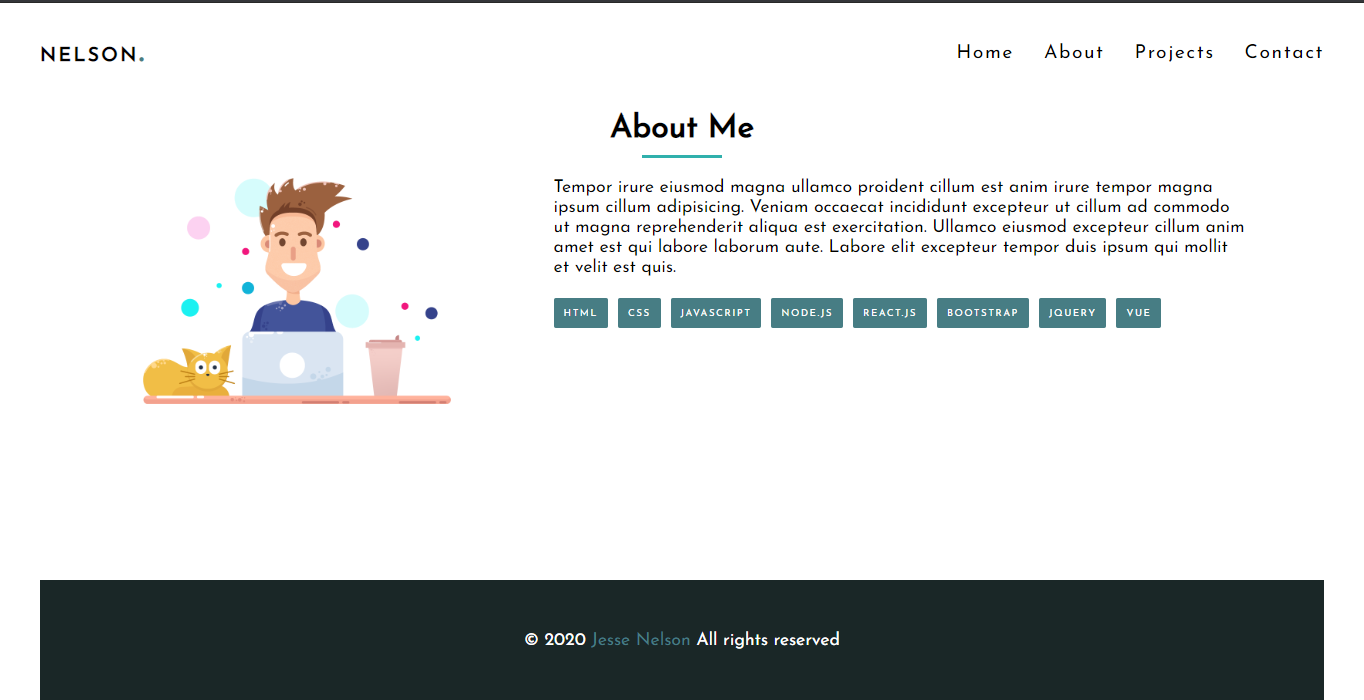 NELSON.
Home About Projects Contact
About Me
Tempor irure eiusmod magna ullamco proident cillum est anim irure tempor magna
ipsum cillum adipisicing. Veniam occaecat incididunt excepteur ut cillum ad commodo
ut magna reprehenderit aliqua est exercitation. Ullamco eiusmod excepteur cillum anim
amet est qui labore laborum aute. Labore elit excepteur tempor duis ipsum qui mollit
et velit est quis.
HTML CSS JAVASCRIPT NODE.JS REACT.JS BOOTSTRAP JQUERY VUE
© 2020 Jesse Nelson All rights reserved